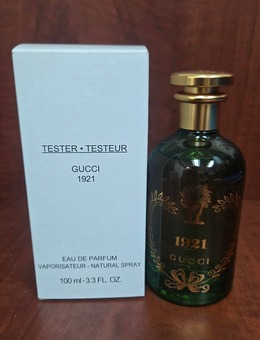 TESTER • TESTEUR
GUCCI
1921
EAU DE PARFUM
VAPORISATEUR - NATURAL SPRAY
100 ml -3.3 FL. OZ.
1921
GUCCI